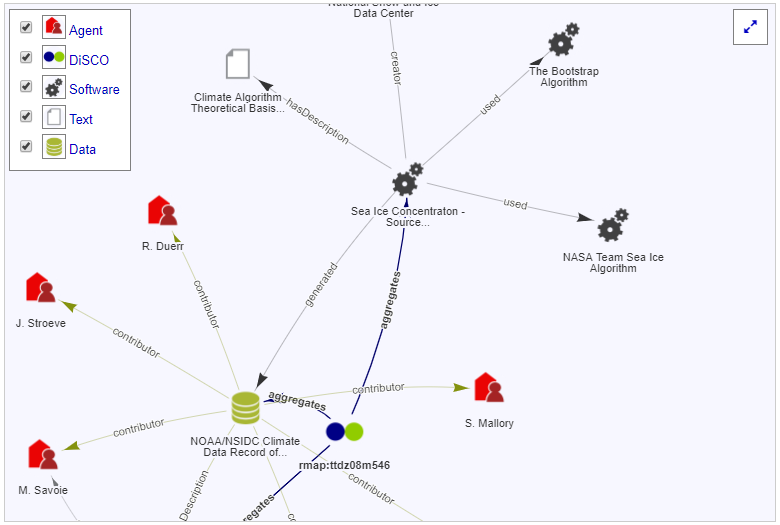 Agent
DiSCO
Software
Text
Data
National Snow and Ice
Data Center
creator
The Bootstrap
Algorithm
Climate Algorithm
Theoretical Basis...
hasDescription
used
Sea Ice Concentraton -
Source...
used
NASA Team Sea Ice
Algorithm
R. Duerr
generated
aggregates
contributor
J. Stroeve
contributor
aggregates
contributor
S. Mallory
contributor
NOAA/NSIDC Climate
Data Record of...
rmap:ttdz08m546
M. Savoie
Description
contributor
aggregates
co